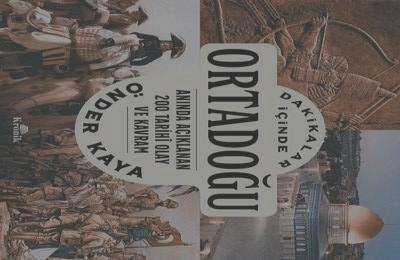 DAKİKALAR
İÇİNDE
ORTADOĞU
ANINDA AÇIKLANAN
200 TARİHİ OLAY
VE KAVRAM
ÖNDER KAYA
Kronik